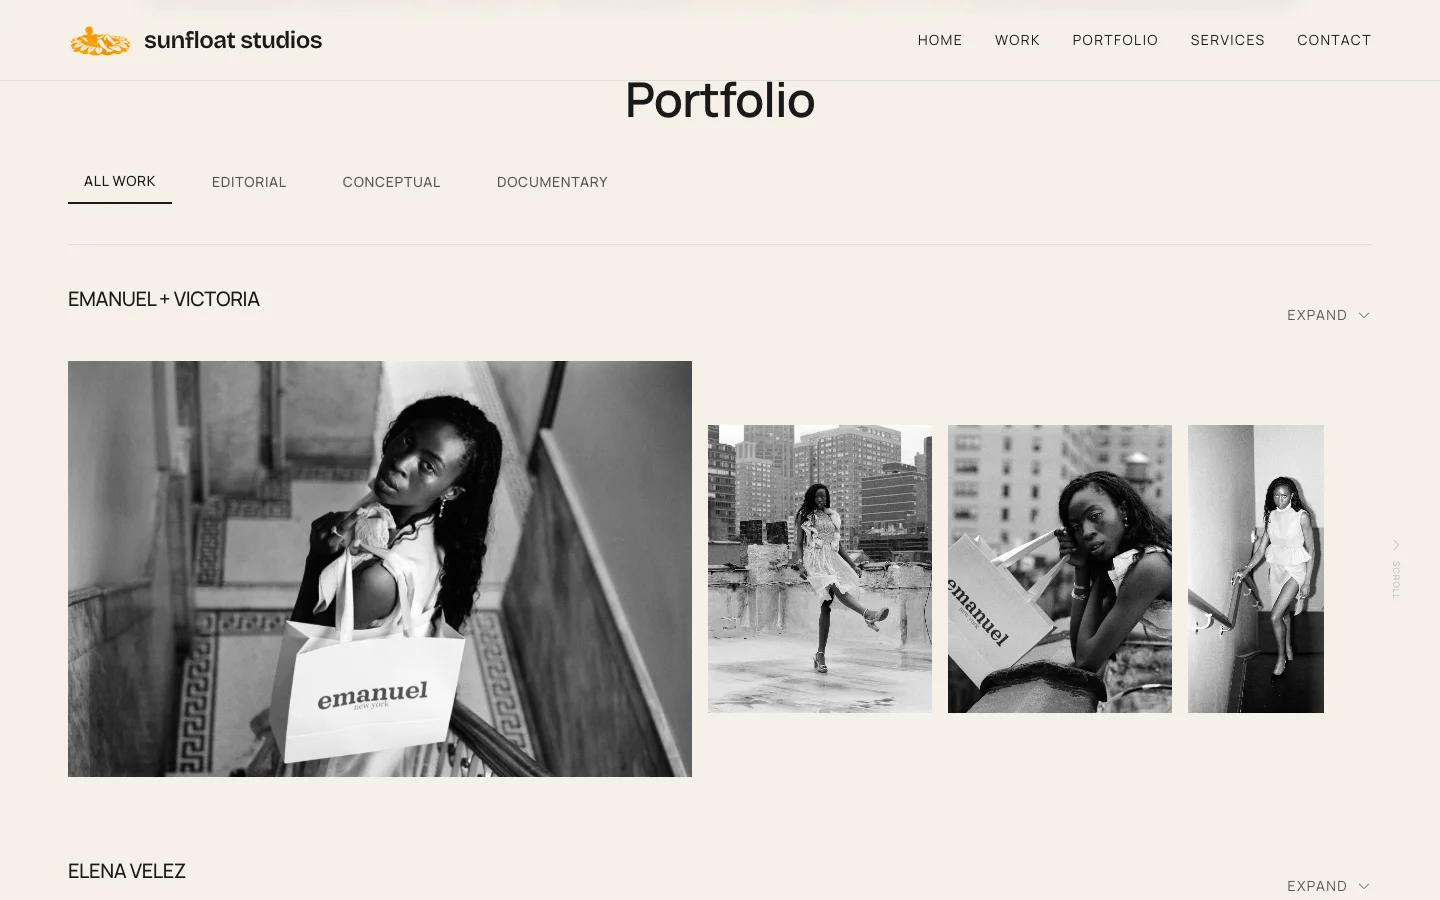 sunfloat studios
HOME WORK PORTFOLIO SERVICES CONTACT
Portfolio
ALL WORK EDITORIAL CONCEPTUAL DOCUMENTARY
EMANUEL + VICTORIA
EXPAND
emanuel
new york
emanuel
SCROLL
ELENA VELEZ
EXPAND